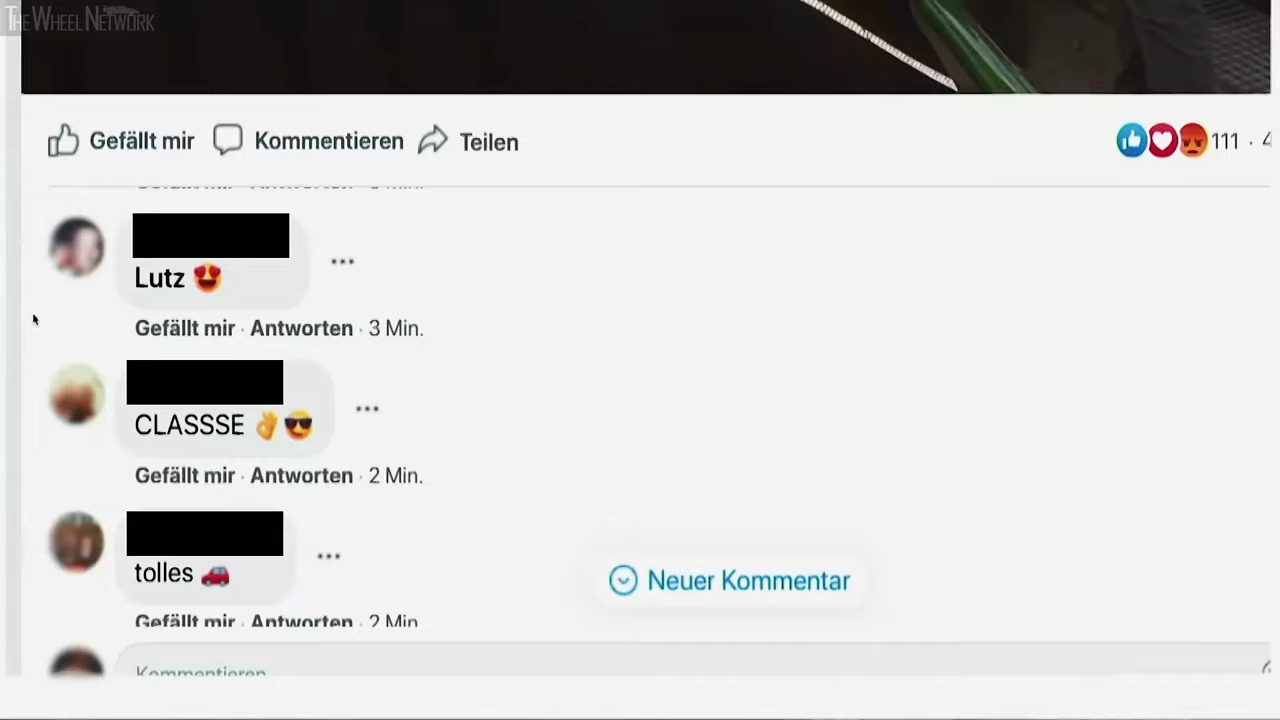 THE WHEEL NETWORK
Gefällt mir Kommentieren Teilen 111 ·
Lutz 😍
Gefällt mir · Antworten · 3 Min.
CLASSSE 👌😎
Gefällt mir · Antworten · 2 Min.
tolles 🚗
Neuer Kommentar
Gefällt mir · Antworten · 2 Min.
Kommentieren